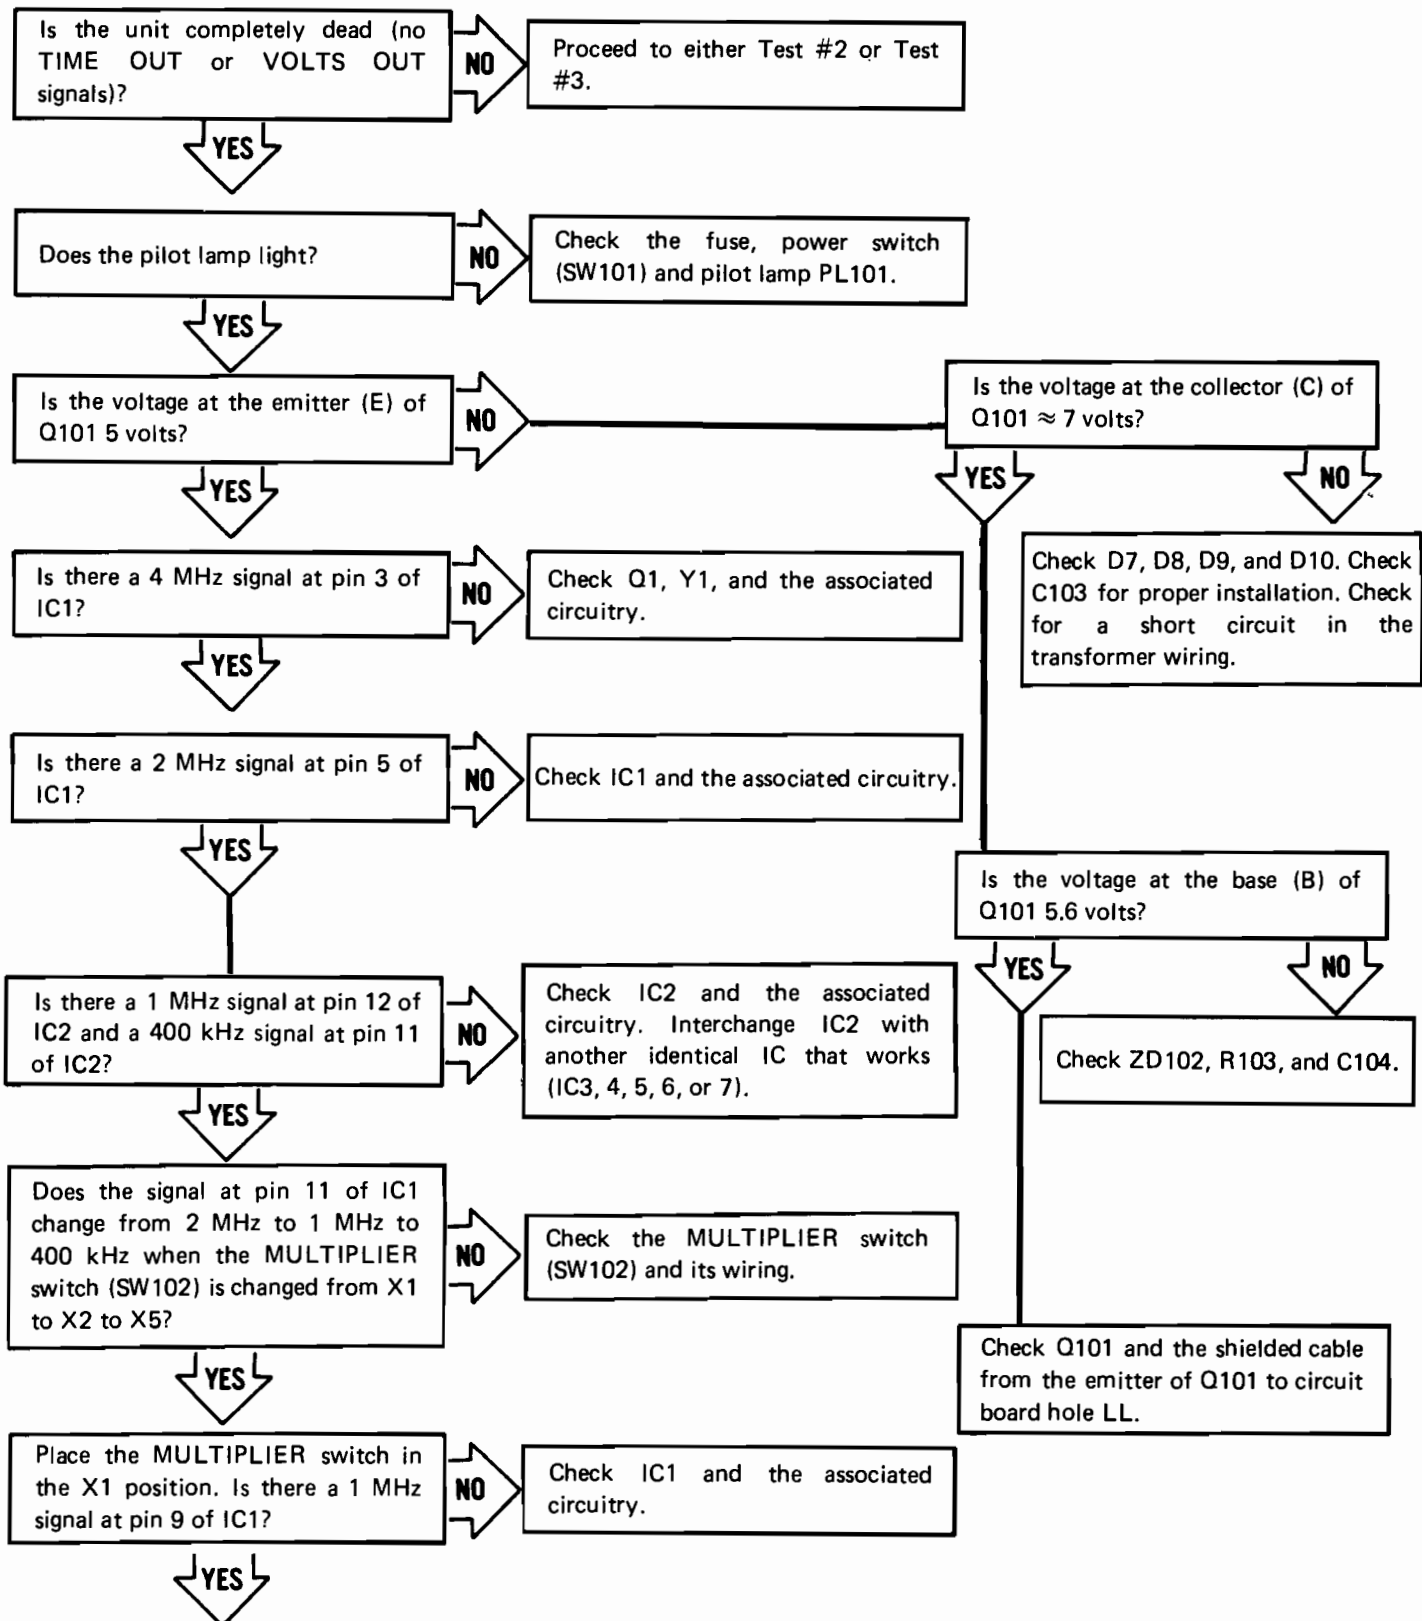 Is the unit completely dead (no
TIME OUT or VOLTS OUT
signals)?
NO
Proceed to either Test #2 or Test
#3.
YES
Does the pilot lamp light?
NO
Check the fuse, power switch
(SW101) and pilot lamp PL101.
YES
Is the voltage at the emitter (E) of
Q101 5 volts?
NO
Is the voltage at the collector (C) of
Q101 ≈ 7 volts?
YES
YES
NO
Is there a 4 MHz signal at pin 3 of
IC1?
NO
Check Q1, Y1, and the associated
circuitry.
Check D7, D8, D9, and D10. Check
C103 for proper installation. Check
for a short circuit in the
transformer wiring.
YES
Is there a 2 MHz signal at pin 5 of
IC1?
NO
Check IC1 and the associated circuitry.
YES
Is the voltage at the base (B) of
Q101 5.6 volts?
YES
NO
Is there a 1 MHz signal at pin 12 of
IC2 and a 400 kHz signal at pin 11
of IC2?
NO
Check IC2 and the associated
circuitry. Interchange IC2 with
another identical IC that works
(IC3, 4, 5, 6, or 7).
Check ZD102, R103, and C104.
YES
Does the signal at pin 11 of IC1
change from 2 MHz to 1 MHz to
400 kHz when the MULTIPLIER
switch (SW102) is changed from X1
to X2 to X5?
NO
Check the MULTIPLIER switch
(SW102) and its wiring.
Check Q101 and the shielded cable
from the emitter of Q101 to circuit
board hole LL.
YES
Place the MULTIPLIER switch in
the X1 position. Is there a 1 MHz
signal at pin 9 of IC1?
NO
Check IC1 and the associated
circuitry.
YES